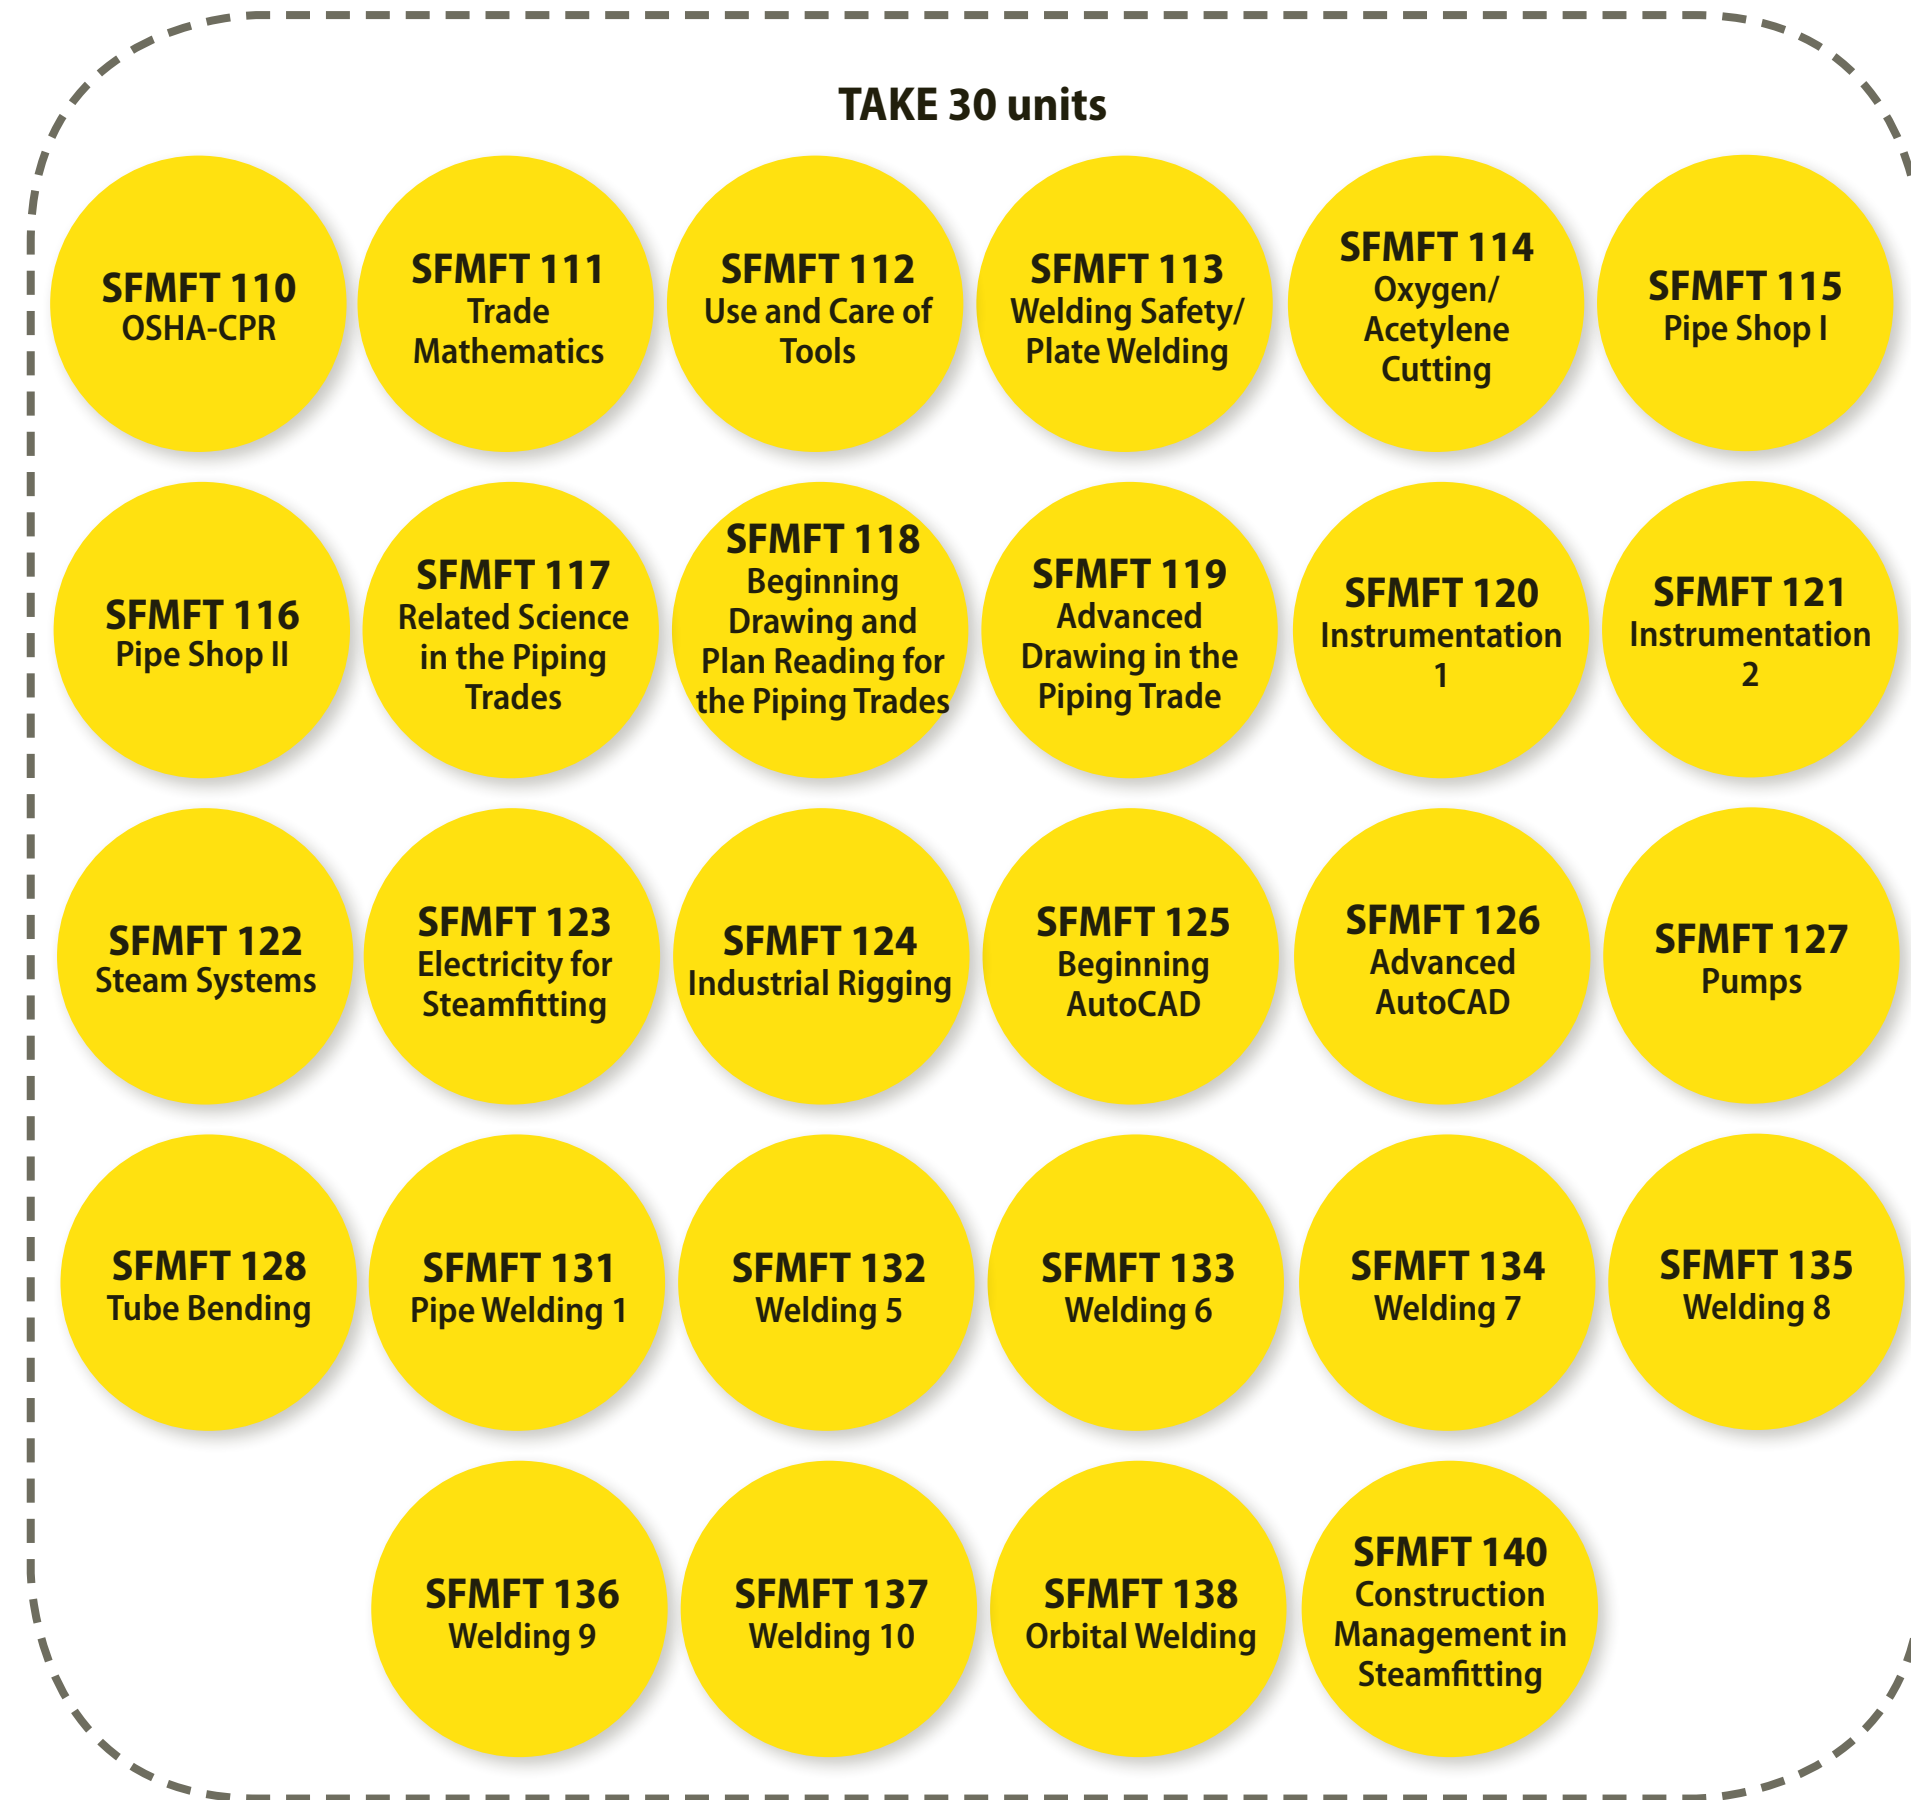 TAKE 30 units
SFMFT 110
OSHA-CPR
SFMFT 111
Trade
Mathematics
SFMFT 112
Use and Care of
Tools
SFMFT 113
Welding Safety/
Plate Welding
SFMFT 114
Oxygen/
Acetylene
Cutting
SFMFT 115
Pipe Shop I
SFMFT 116
Pipe Shop II
SFMFT 117
Related Science
in the Piping
Trades
SFMFT 118
Beginning
Drawing and
Plan Reading for
the Piping Trades
SFMFT 119
Advanced
Drawing in the
Piping Trade
SFMFT 120
Instrumentation
1
SFMFT 121
Instrumentation
2
SFMFT 122
Steam Systems
SFMFT 123
Electricity for
Steamfitting
SFMFT 124
Industrial Rigging
SFMFT 125
Beginning
AutoCAD
SFMFT 126
Advanced
AutoCAD
SFMFT 127
Pumps
SFMFT 128
Tube Bending
SFMFT 131
Pipe Welding 1
SFMFT 132
Welding 5
SFMFT 133
Welding 6
SFMFT 134
Welding 7
SFMFT 135
Welding 8
SFMFT 136
Welding 9
SFMFT 137
Welding 10
SFMFT 138
Orbital Welding
SFMFT 140
Construction
Management in
Steamfitting